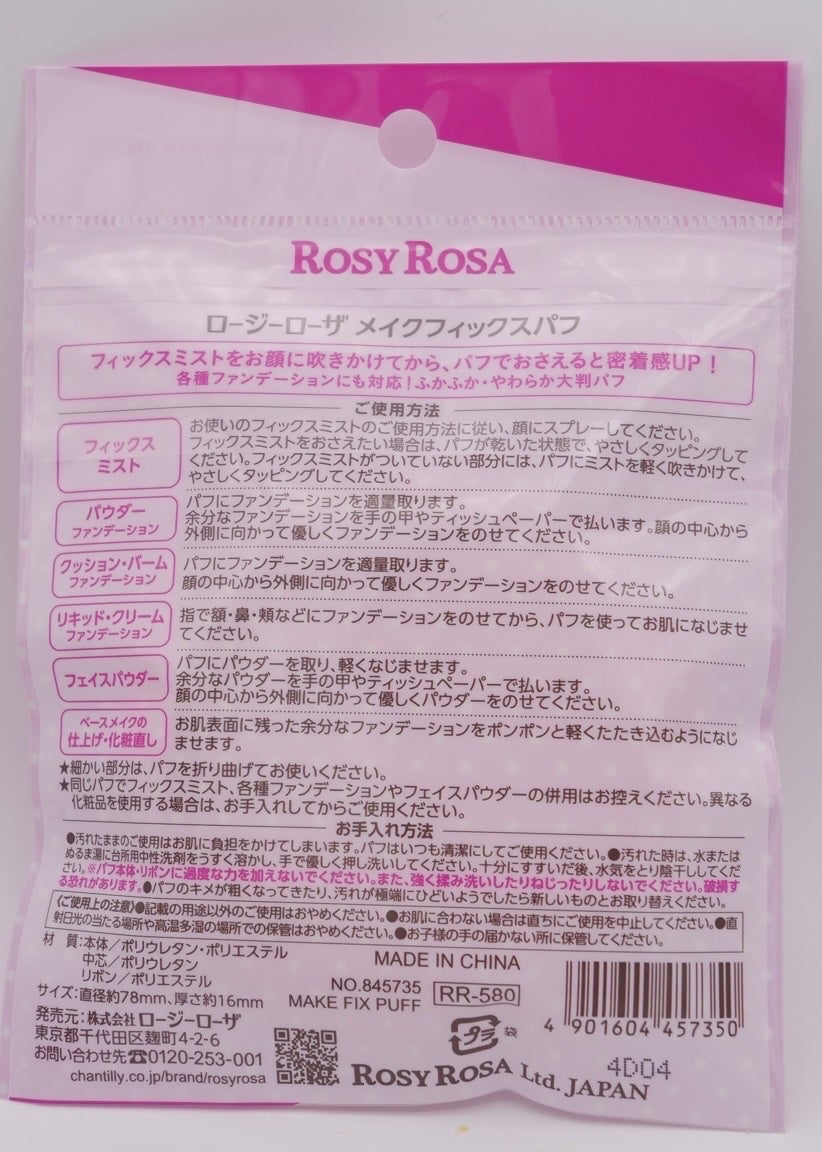 ROSY ROSA
ロージーローザ メイクフィックスパフ
フィックスミストをお顔に吹きかけてから、パフでおさえると密着感UP！
各種ファンデーションにも対応！ふかふか・やわらか大判パフ
ご使用方法
フィックス
ミスト
お使いのフィックスミストのご使用方法に従い、顔にスプレーしてください。
フィックスミストをおさえたい場合は、パフが乾いた状態で、やさしくタッピングして
ください。フィックスミストがついていない部分には、パフにミストを軽く吹きかけて、
やさしくタッピングしてください。
パウダー
ファンデーション
パフにファンデーションを適量取ります。
余分なファンデーションを手の甲やティッシュペーパーで払います。顔の中心から
外側に向かって優しくファンデーションをのせてください。
クッション・バーム
ファンデーション
パフにファンデーションを適量取ります。
顔の中心から外側に向かって優しくファンデーションをのせてください。
リキッド・クリーム
ファンデーション
指で額・鼻・頬などにファンデーションをのせてから、パフを使ってお肌になじませ
てください。
フェイスパウダー
パフにパウダーを取り、軽くなじませます。
余分なパウダーを手の甲やティッシュペーパーで払います。
顔の中心から外側に向かって優しくパウダーをのせてください。
ベースメイクの
仕上げ・化粧直し
お肌表面に残った余分なファンデーションをポンポンと軽くたたき込むようになじ
ませます。
★細かい部分は、パフを折り曲げてお使いください。
★同じパフでフィックスミスト、各種ファンデーションやフェイスパウダーの併用はお控えください。異なる
化粧品を使用する場合は、お手入れしてからご使用ください。
お手入れ方法
●汚れたままのご使用はお肌に負担をかけてしまいます。パフはいつも清潔にしてご使用ください。●汚れた時は、水または
ぬるま湯に台所用中性洗剤をうすく溶かし、手で優しく押し洗いしてください。十分にすすいだ後、水気をとり陰干ししてくだ
さい。※パフ本体・リボンに過度な力を加えないでください。また、強く揉み洗いしたりねじったりしないでください。破損す
る恐れがあります。●パフのキメが粗くなってきたり、汚れが極端にひどいようでしたら新しいものとお取り替えください。
《ご使用上の注意》●記載の用途以外のご使用はおやめください。●お肌に合わない場合は直ちにご使用を中止してください。●直
射日光の当たる場所や高温多湿の場所での保管はおやめください。●お子様の手の届かない所に保管してください。
材 質:本体／ポリウレタン・ポリエステル
中芯／ポリウレタン
リボン／ポリエステル
サイズ:直径約78mm、厚さ約16mm
MADE IN CHINA
NO.845735
MAKE FIX PUFF RR-580
発売元:株式会社ロージーローザ
東京都千代田区麹町4-2-6
お問い合わせ先☎0120-253-001
chantilly.co.jp/brand/rosyrosa
プラ 袋
4 901604 457350
4D04
ROSY ROSA Ltd. JAPAN